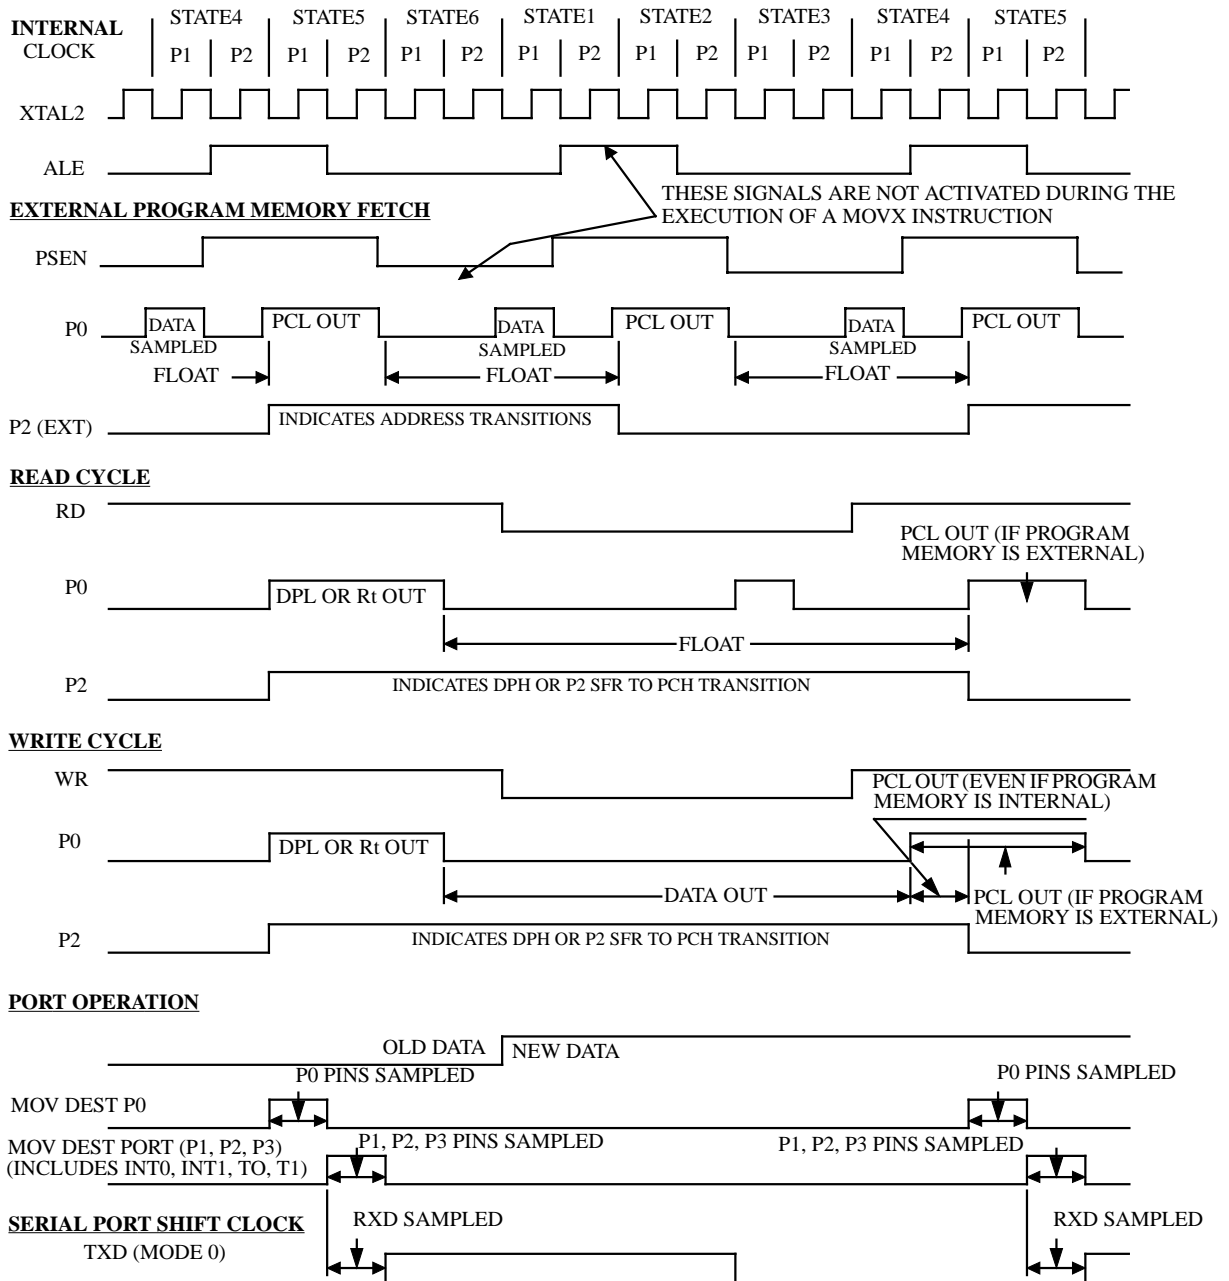 STATE4 STATE5 STATE6 STATE1 STATE2 STATE3 STATE4 STATE5
INTERNAL
CLOCK P1 P2 P1 P2 P1 P2 P1 P2 P1 P2 P1 P2 P1 P2 P1 P2
XTAL2
ALE
THESE SIGNALS ARE NOT ACTIVATED DURING THE
EXECUTION OF A MOVX INSTRUCTION
EXTERNAL PROGRAM MEMORY FETCH
PSEN
P0 DATA PCL OUT DATA PCL OUT DATA PCL OUT
SAMPLED SAMPLED SAMPLED
FLOAT FLOAT FLOAT
P2 (EXT) INDICATES ADDRESS TRANSITIONS
READ CYCLE
RD
PCL OUT (IF PROGRAM
MEMORY IS EXTERNAL)
P0 DPL OR Rt OUT
FLOAT
P2 INDICATES DPH OR P2 SFR TO PCH TRANSITION
WRITE CYCLE
WR
PCL OUT (EVEN IF PROGRAM
MEMORY IS INTERNAL)
P0 DPL OR Rt OUT
DATA OUT
PCL OUT (IF PROGRAM
MEMORY IS EXTERNAL)
P2 INDICATES DPH OR P2 SFR TO PCH TRANSITION
PORT OPERATION
OLD DATA NEW DATA
P0 PINS SAMPLED P0 PINS SAMPLED
MOV DEST P0
MOV DEST PORT (P1, P2, P3) P1, P2, P3 PINS SAMPLED P1, P2, P3 PINS SAMPLED
(INCLUDES INT0, INT1, TO, T1)
SERIAL PORT SHIFT CLOCK RXD SAMPLED RXD SAMPLED
TXD (MODE 0)